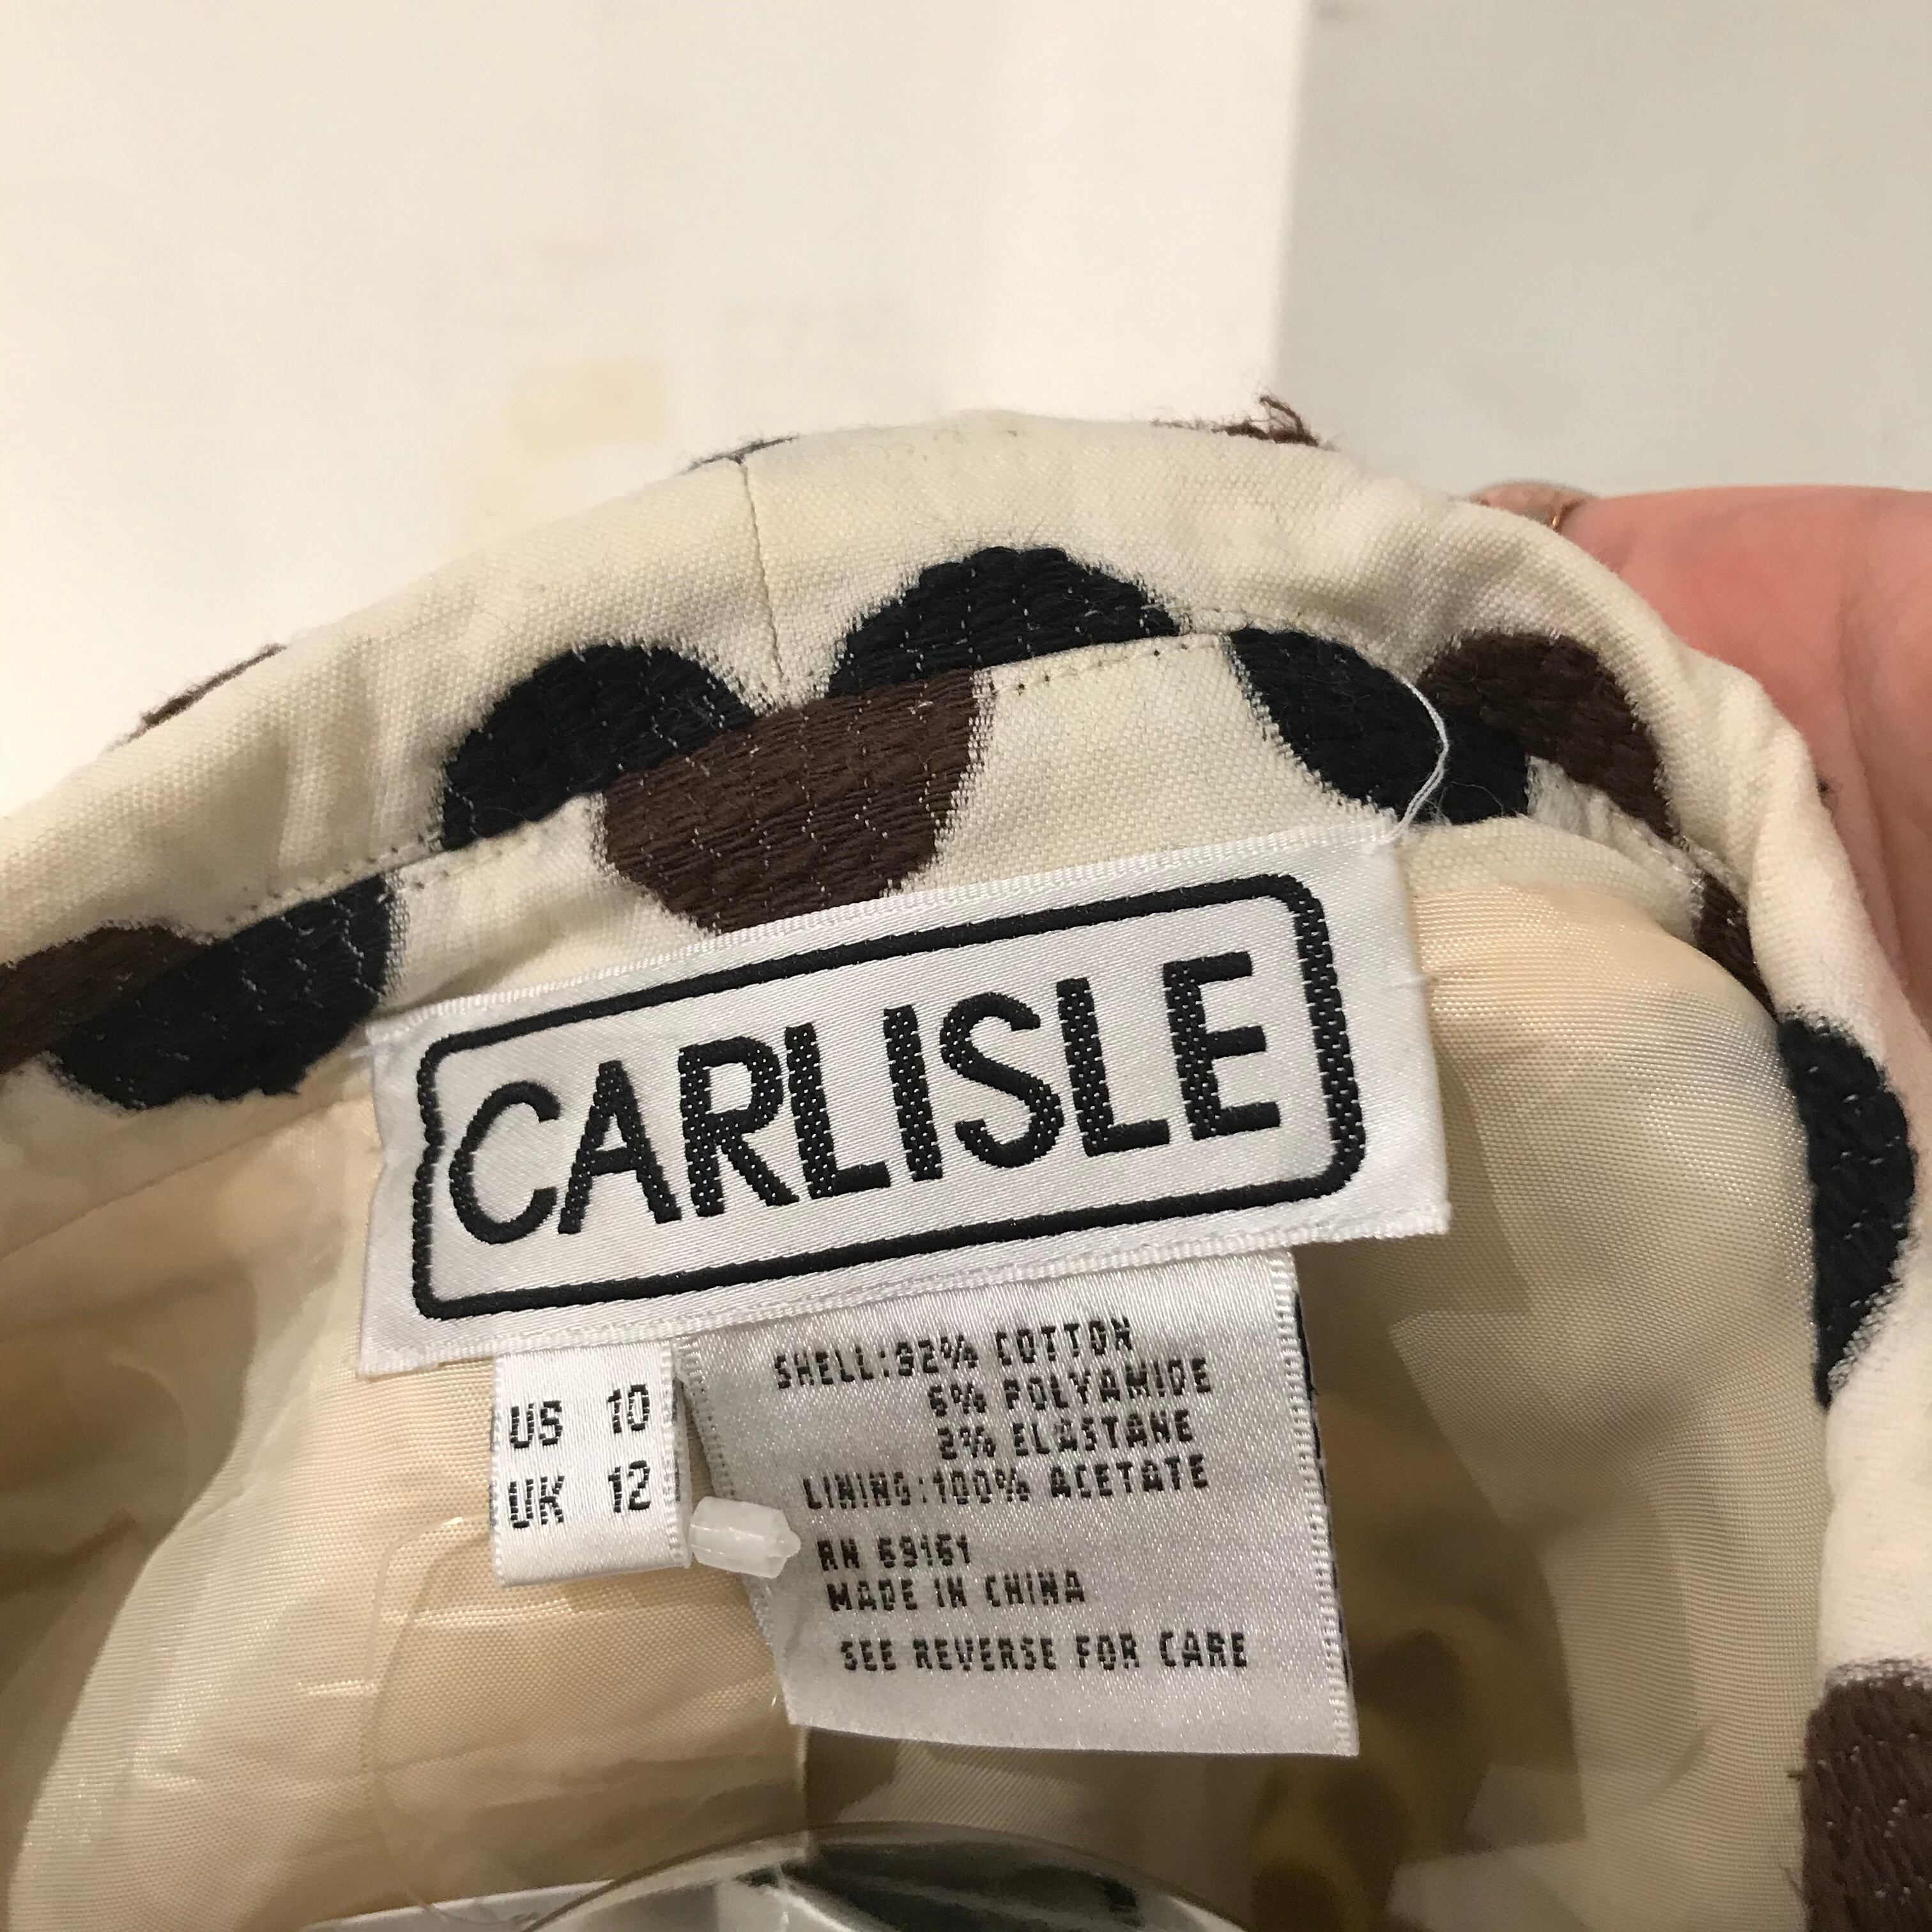 CARLISLE
US 10
UK 12
SHELL:92% COTTON
6% POLYAMIDE
2% ELASTANE
LINING:100% ACETATE
RN 69161
MADE IN CHINA
SEE REVERSE FOR CARE